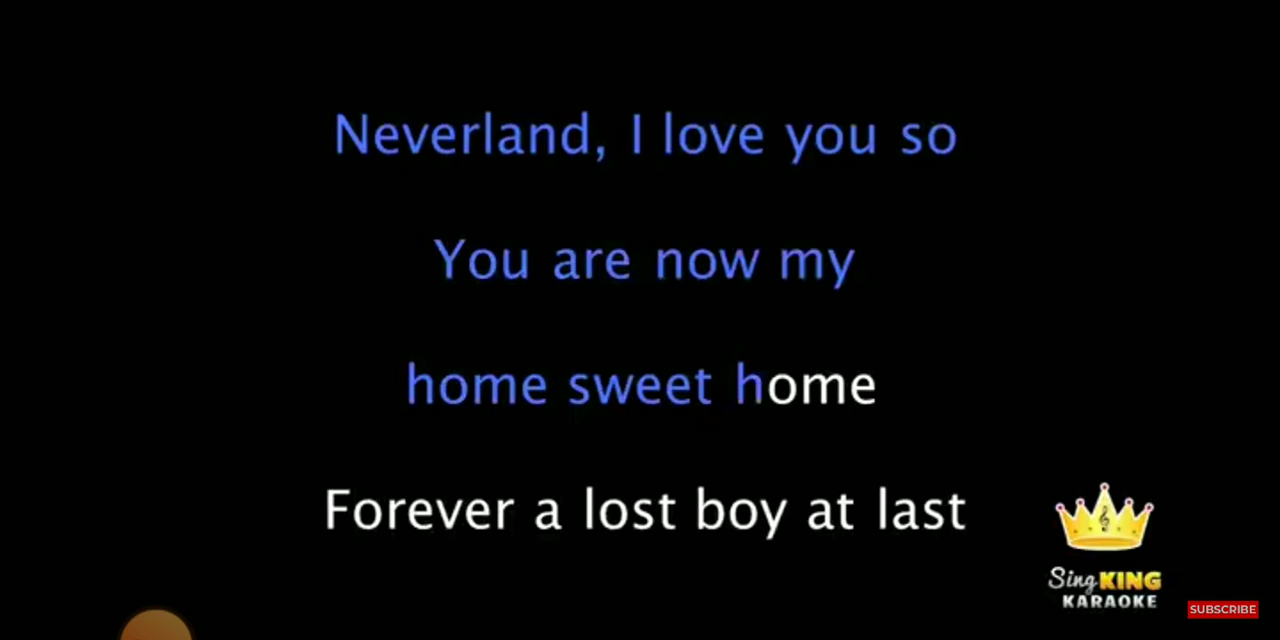 Neverland, I love you so
You are now my
home sweet home
Forever a lost boy at last
Sing KING
KARAOKE
SUBSCRIBE